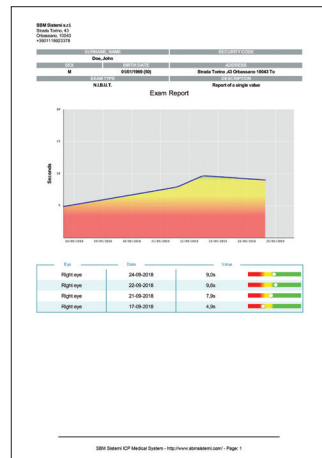 SBM Sistemi s.r.l.
Strada Torino, 43
Orbassano, 10043
+3901119023378
SURNAME, NAME SECURITY CODE
Doe, John
SEX BIRTH DATE ADDRESS
M 01/01/1969 (50) Strada Torino ,43 Orbassano 10043 To
EXAM TYPE DESCRIPTION
N.I.B.U.T. Report of a single value
Exam Report
Seconds
Eye Date Value
Right eye 24-09-2018 9,0s
Right eye 22-09-2018 9,6s
Right eye 21-09-2018 7,9s
Right eye 17-09-2018 4,9s
SBM Sistemi ICP Medical System - http://www.sbmsistemi.com/ - Page: 1